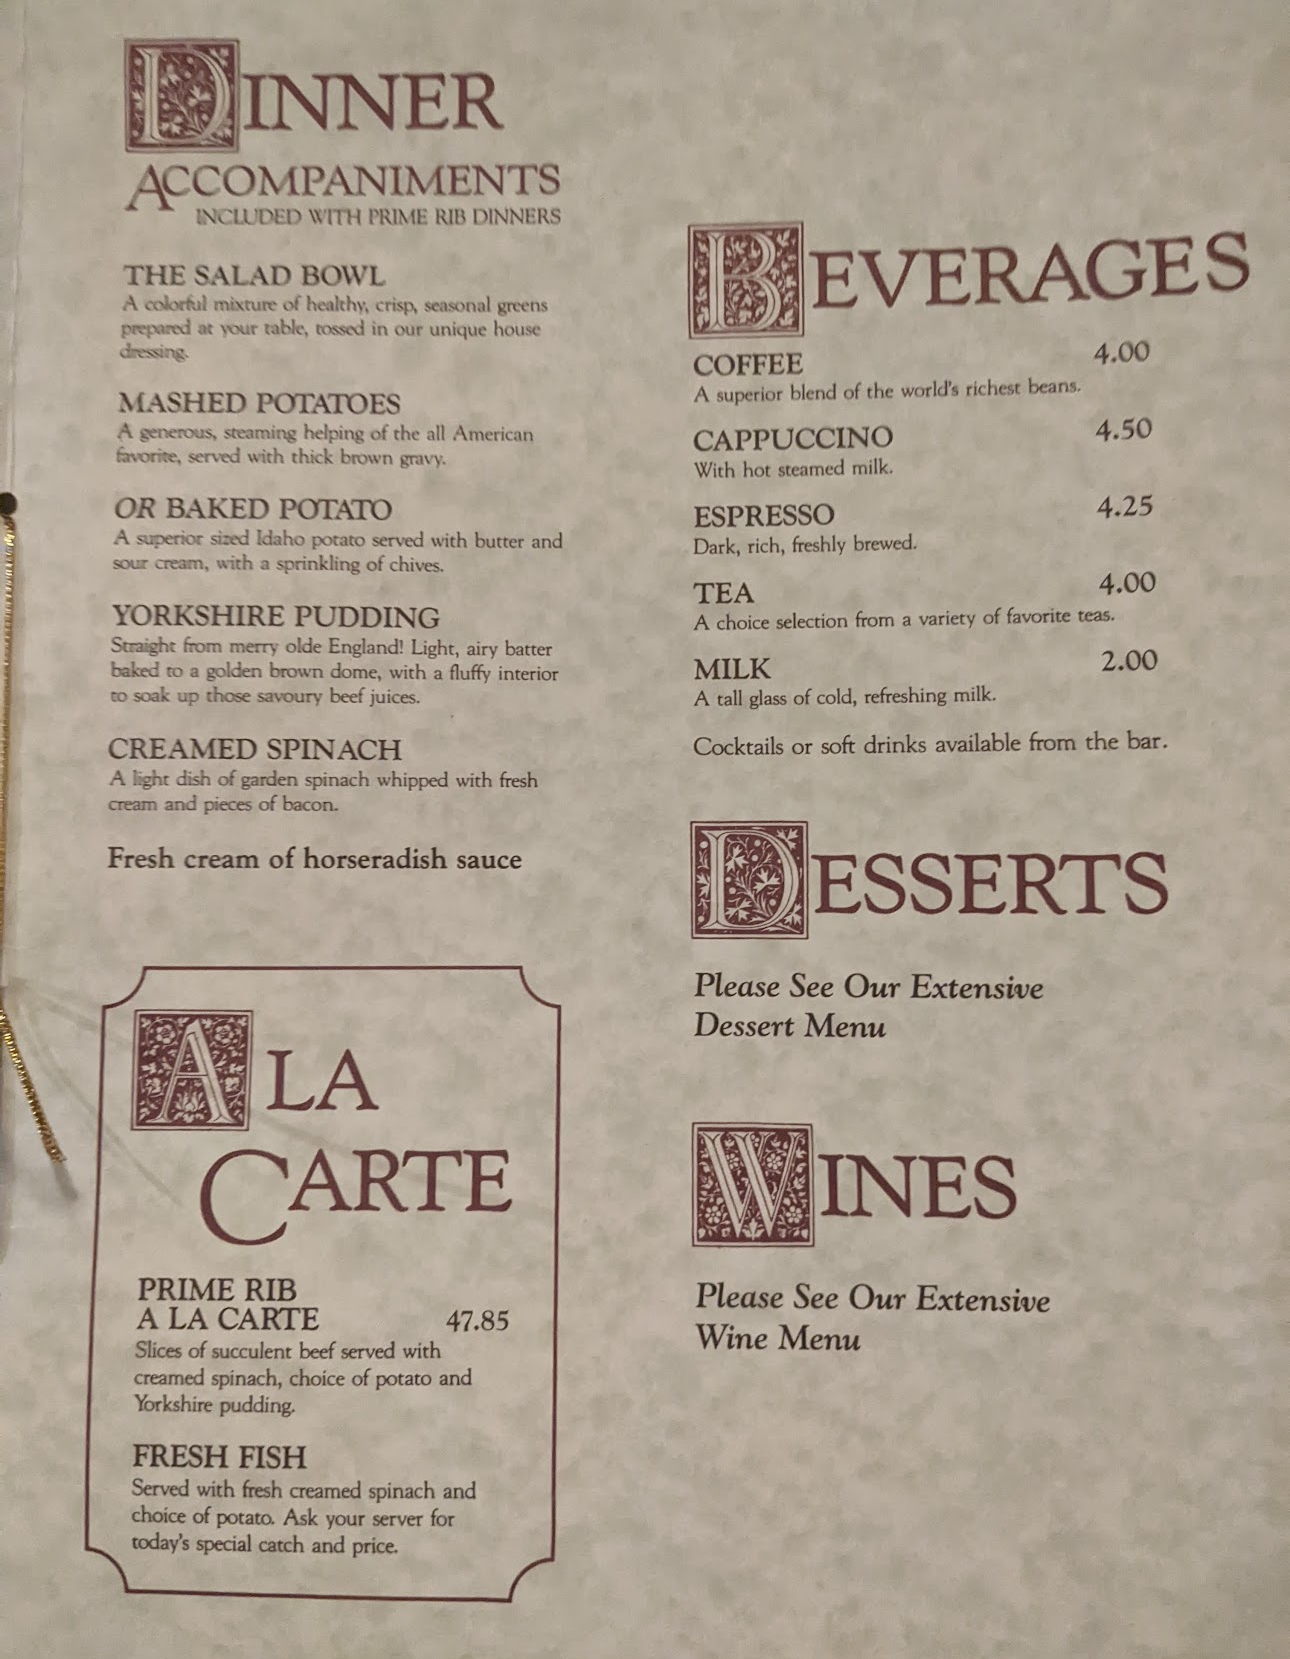 DINNER
ACCOMPANIMENTS
INCLUDED WITH PRIME RIB DINNERS
THE SALAD BOWL
A colorful mixture of healthy, crisp, seasonal greens
prepared at your table, tossed in our unique house
dressing.
MASHED POTATOES
A generous, steaming helping of the all American
favorite, served with thick brown gravy.
OR BAKED POTATO
A superior sized Idaho potato served with butter and
sour cream, with a sprinkling of chives.
YORKSHIRE PUDDING
Straight from merry olde England! Light, airy batter
baked to a golden brown dome, with a fluffy interior
to soak up those savoury beef juices.
CREAMED SPINACH
A light dish of garden spinach whipped with fresh
cream and pieces of bacon.
Fresh cream of horseradish sauce
A LA
CARTE
PRIME RIB
A LA CARTE 47.85
Slices of succulent beef served with
creamed spinach, choice of potato and
Yorkshire pudding.
FRESH FISH
Served with fresh creamed spinach and
choice of potato. Ask your server for
today's special catch and price.
BEVERAGES
COFFEE 4.00
A superior blend of the world's richest beans.
CAPPUCCINO 4.50
With hot steamed milk.
ESPRESSO 4.25
Dark, rich, freshly brewed.
TEA 4.00
A choice selection from a variety of favorite teas.
MILK 2.00
A tall glass of cold, refreshing milk.
Cocktails or soft drinks available from the bar.
DESSERTS
Please See Our Extensive
Dessert Menu
WINES
Please See Our Extensive
Wine Menu